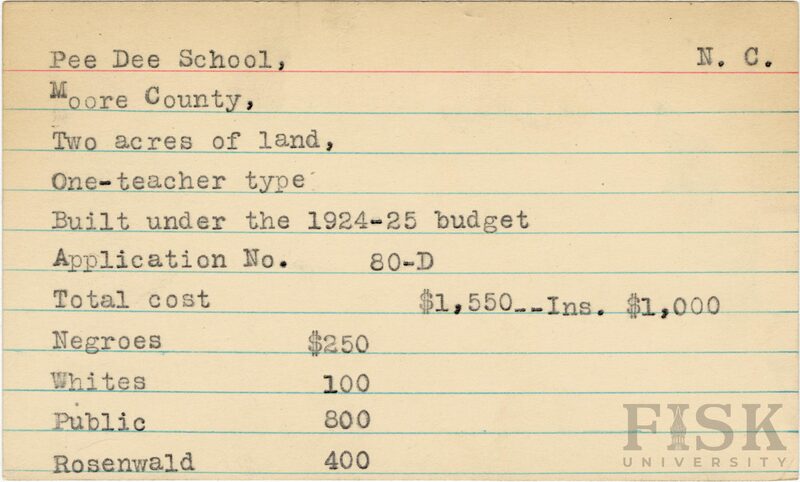 Pee Dee School, N. C.
Moore County,
Two acres of land,
One-teacher type
Built under the 1924-25 budget
Application No. 80-D
Total cost $1,550--Ins. $1,000
Negroes $250
Whites 100
Public 800
Rosenwald 400
FISK
UNIVERSITY